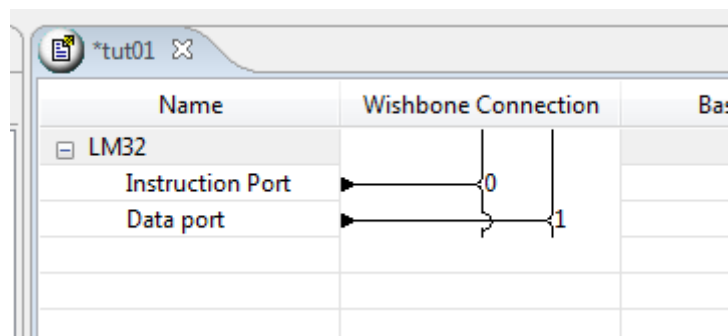 *tut01
Name Wishbone Connection Bas
LM32
Instruction Port 0
Data port 1